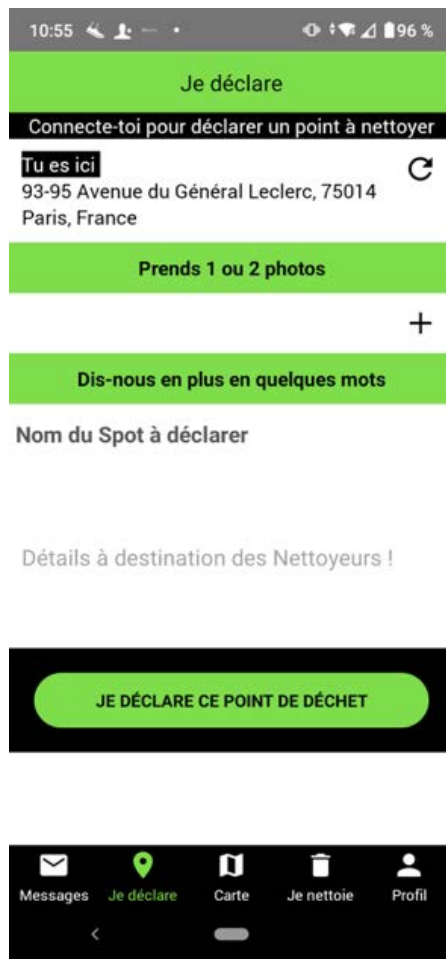 10:55 96 %
Je déclare
Connecte-toi pour déclarer un point à nettoyer
Tu es ici
93-95 Avenue du Général Leclerc, 75014
Paris, France
Prends 1 ou 2 photos
Dis-nous en plus en quelques mots
Nom du Spot à déclarer
Détails à destination des Nettoyeurs !
JE DÉCLARE CE POINT DE DÉCHET
Messages Je déclare Carte Je nettoie Profil